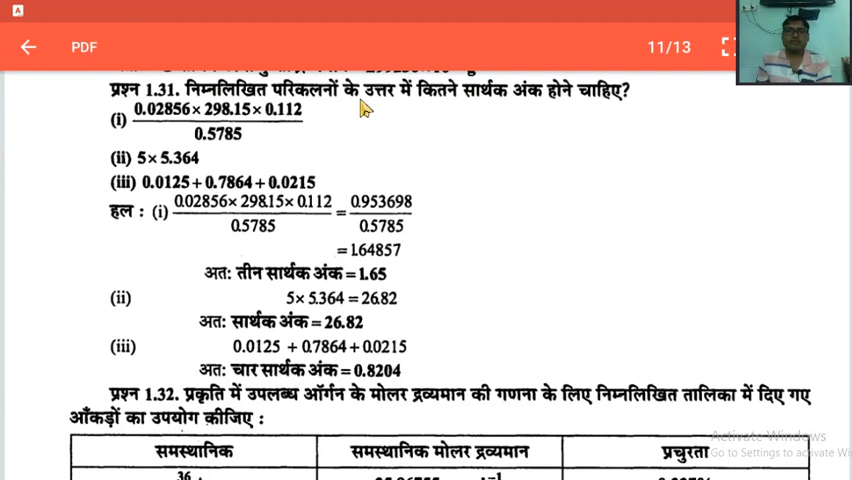 A
PDF
11/13
प्रश्न 1.31. निम्नलिखित परिकलनों के उत्तर में कितने सार्थक अंक होने चाहिए?
(i) 0.02856 × 298.15 × 0.112
0.5785
(ii) 5 × 5.364
(iii) 0.0125 + 0.7864 + 0.0215
हल : (i) 0.02856 × 298.15 × 0.112 = 0.953698
0.5785 0.5785
= 1.64857
अत: तीन सार्थक अंक = 1.65
(ii) 5 × 5.364 = 26.82
अत: सार्थक अंक = 26.82
(iii) 0.0125 + 0.7864 + 0.0215
अत: चार सार्थक अंक = 0.8204
प्रश्न 1.32. प्रकृति में उपलब्ध ऑर्गन के मोलर द्रव्यमान की गणना के लिए निम्नलिखित तालिका में दिए गए
आँकड़ों का उपयोग कीजिए :
Activate Windows
समस्थानिक समस्थानिक मोलर द्रव्यमान प्रचुरता
Go to Settings to activate Wi
36